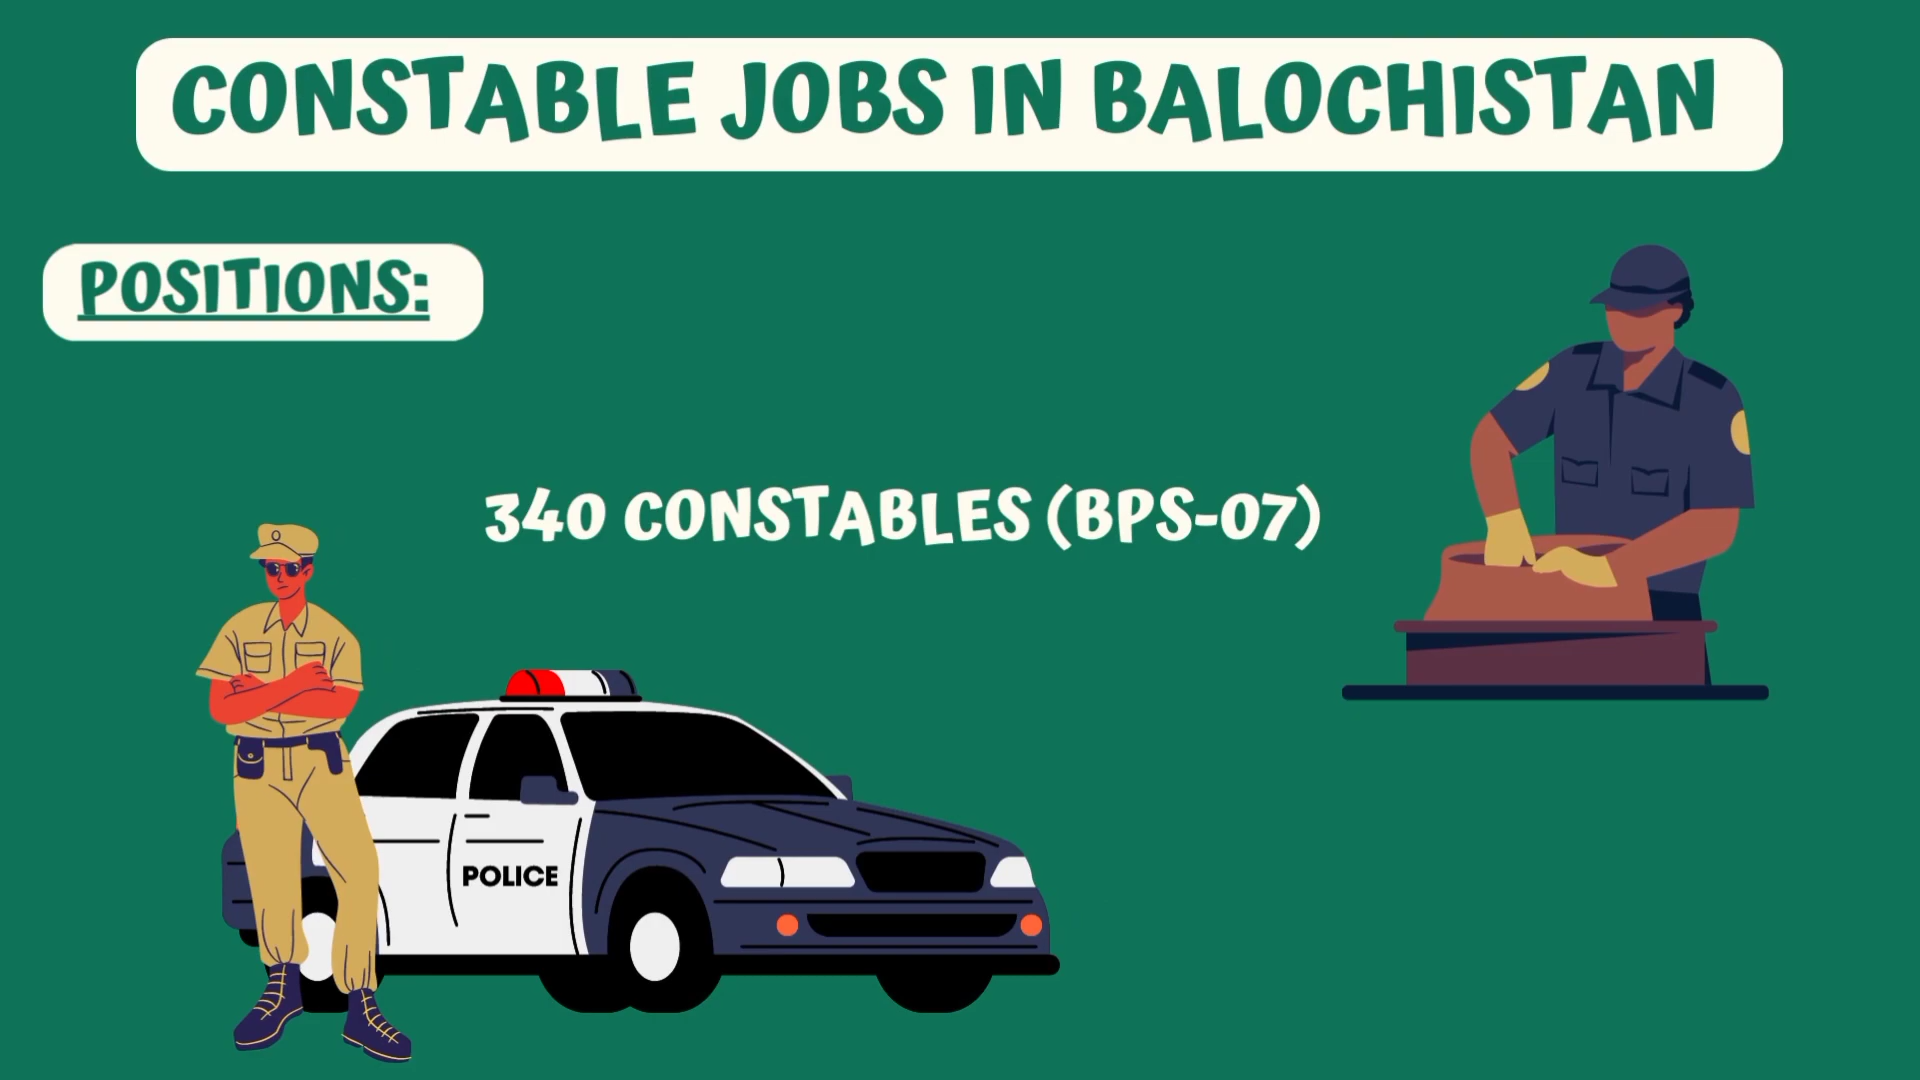 CONSTABLE JOBS IN BALOCHISTAN
POSITIONS:
340 CONSTABLES (BPS-07)
POLICE